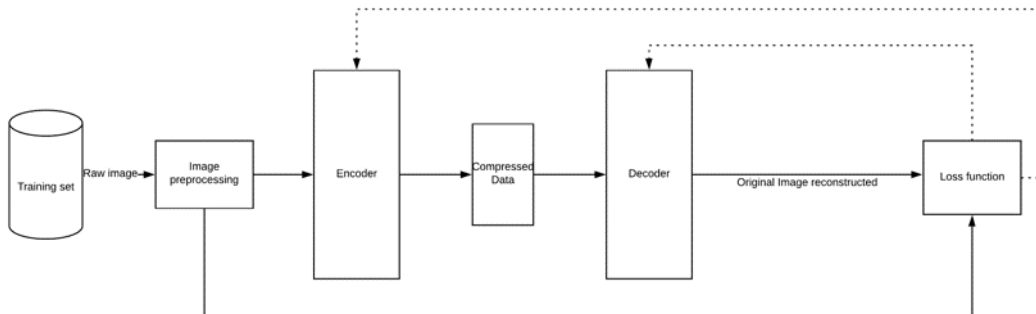 Training set
Raw image
Image
preprocessing
Encoder
Compressed
Data
Decoder
Original Image reconstructed
Loss function